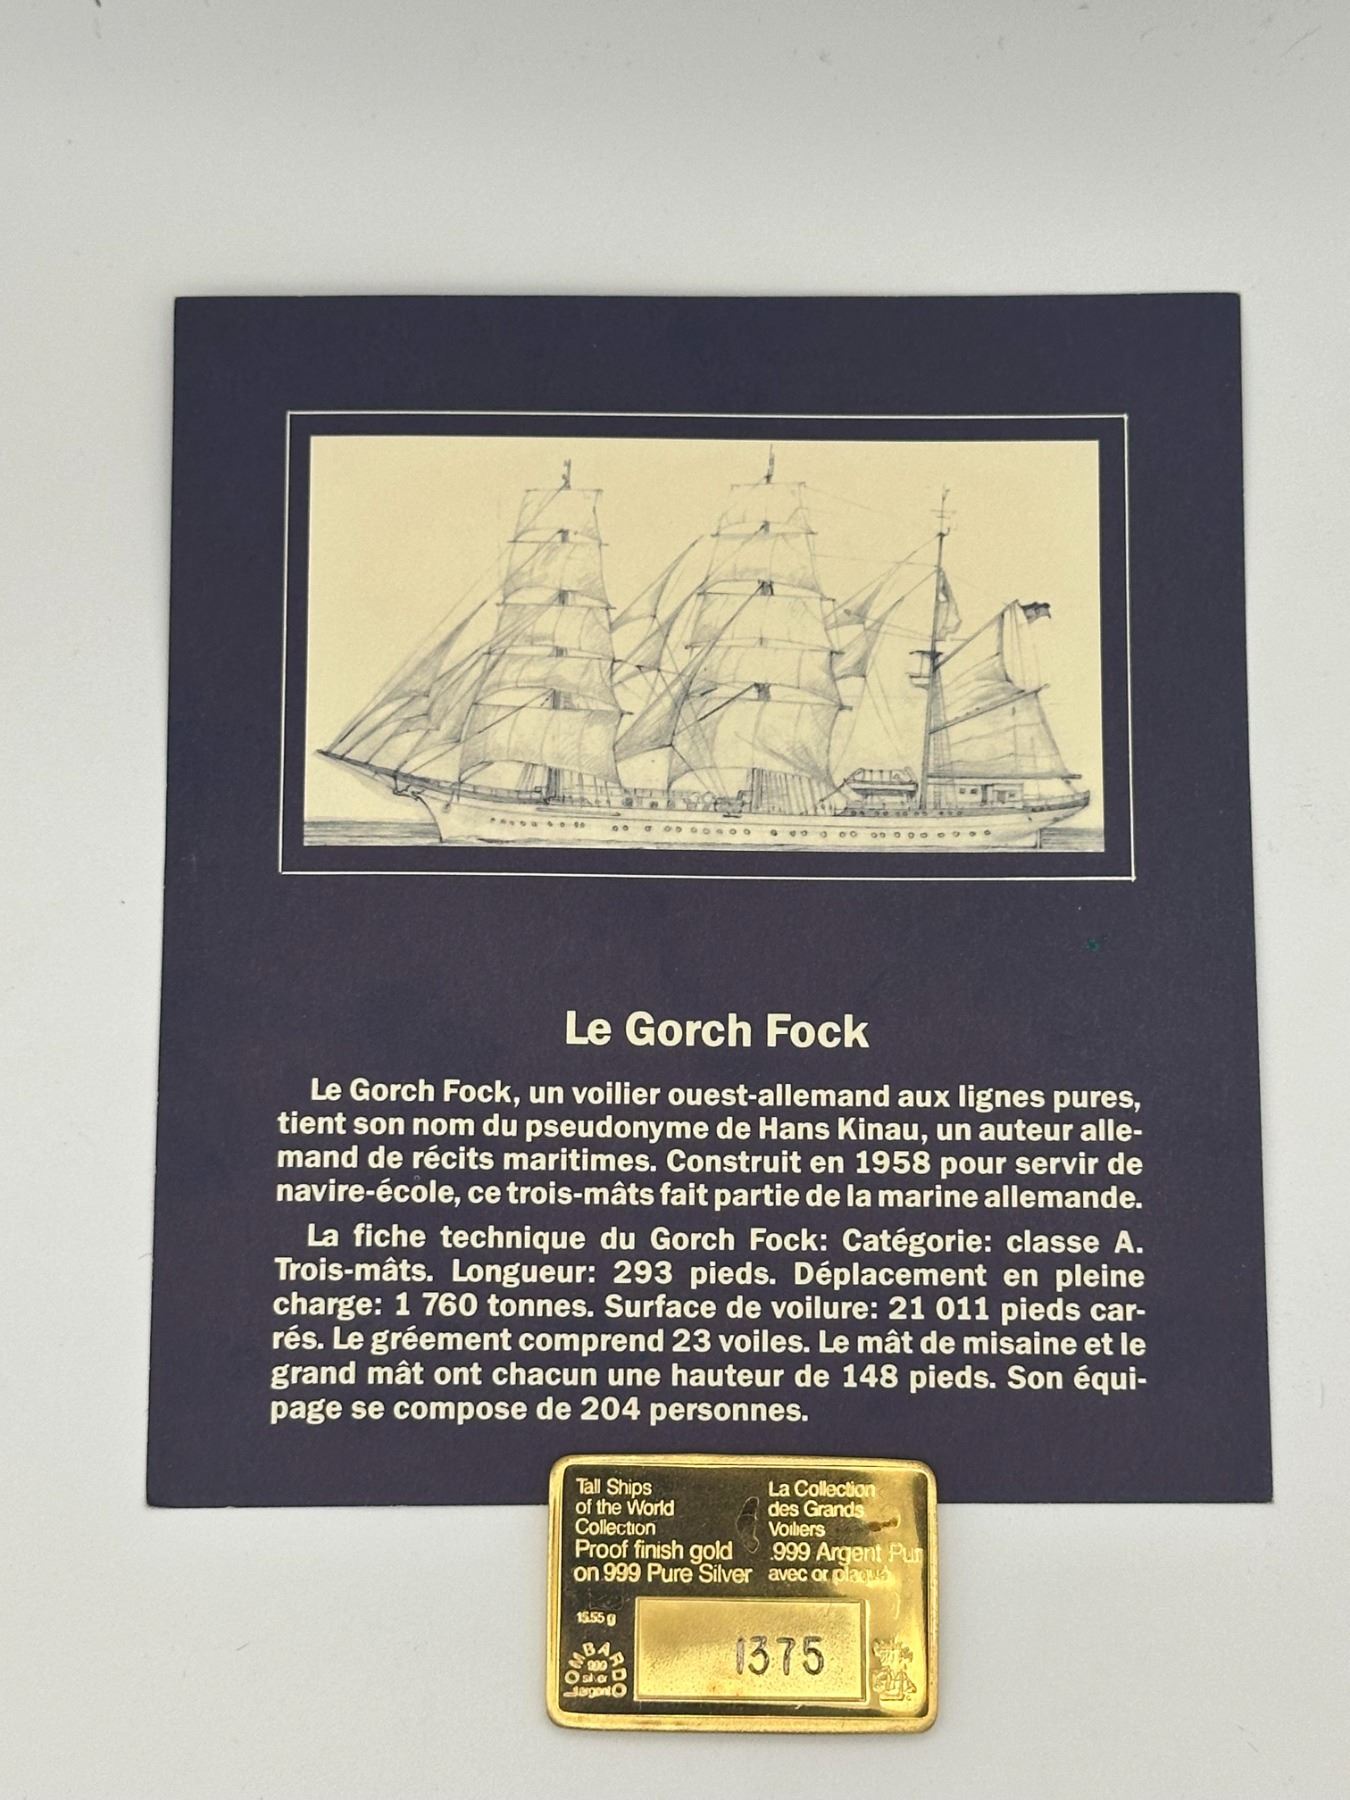 Le Gorch Fock
Le Gorch Fock, un voilier ouest-allemand aux lignes pures,
tient son nom du pseudonyme de Hans Kinau, un auteur alle-
mand de récits maritimes. Construit en 1958 pour servir de
navire-école, ce trois-mâts fait partie de la marine allemande.
La fiche technique du Gorch Fock: Catégorie: classe A.
Trois-mâts. Longueur: 293 pieds. Déplacement en pleine
charge: 1 760 tonnes. Surface de voilure: 21 011 pieds car-
rés. Le gréement comprend 23 voiles. Le mât de misaine et le
grand mât ont chacun une hauteur de 148 pieds. Son équi-
page se compose de 204 personnes.
Tall Ships
of the World
Collection
Proof finish gold
on 999 Pure Silver
La Collection
des Grands
Voiliers
.999 Argent Pur
avec or plaqué
15.55 g
LOMBARDO
999
silver
argent
1375